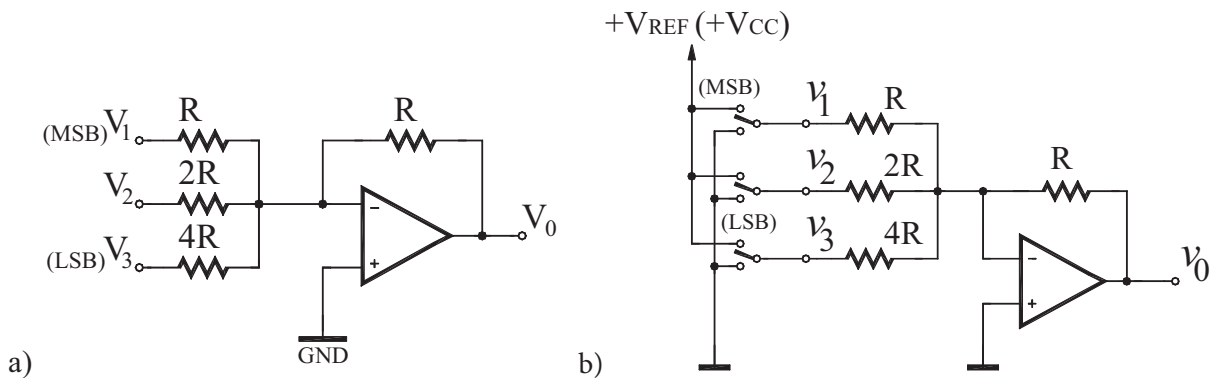 R
R
(MSB) V1
2R
V2
4R
(LSB) V3
V0
GND
a)
+VREF (+VCC)
(MSB)
v1
R
v2
2R
R
(LSB)
v3
4R
v0
b)